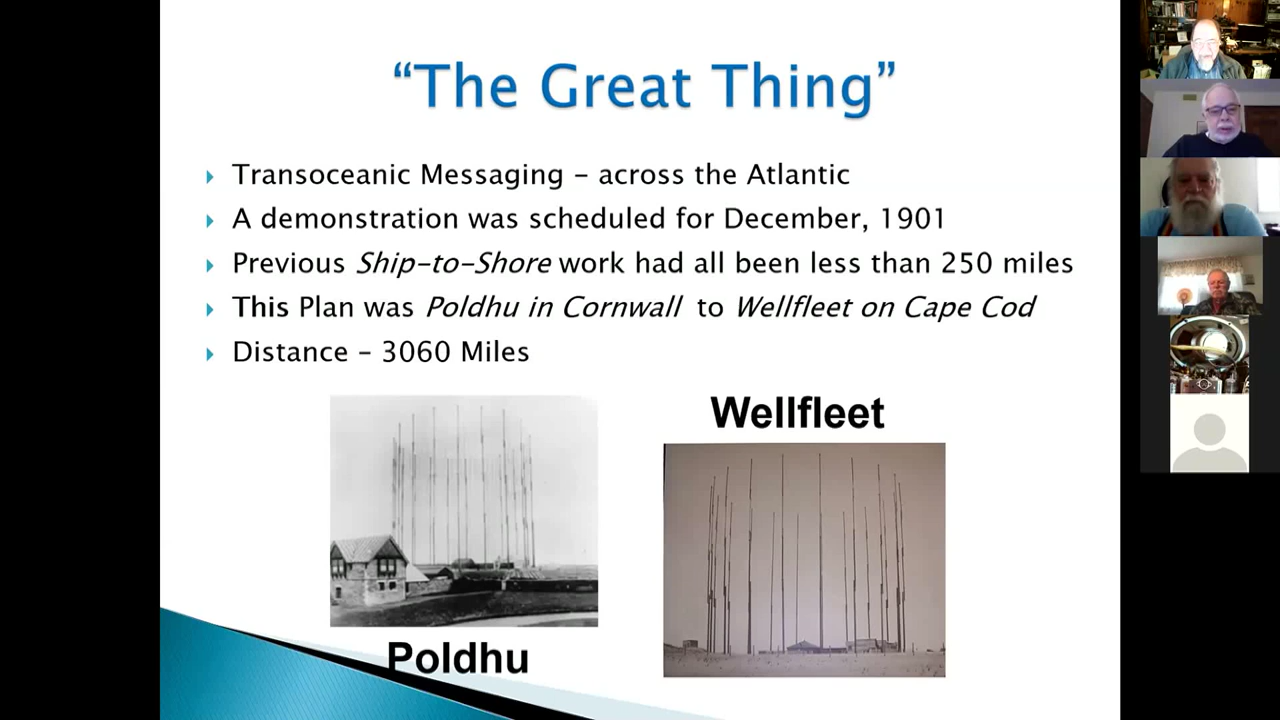 “The Great Thing”
Transoceanic Messaging – across the Atlantic
A demonstration was scheduled for December, 1901
Previous Ship-to-Shore work had all been less than 250 miles
This Plan was Poldhu in Cornwall to Wellfleet on Cape Cod
Distance – 3060 Miles
Wellfleet
Poldhu